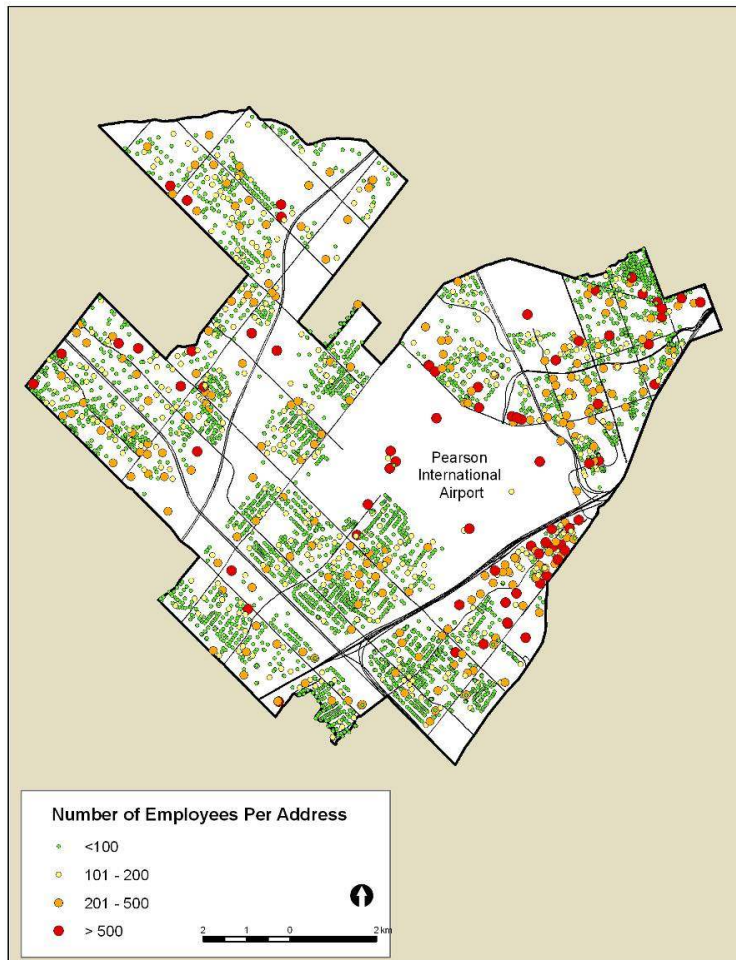 Pearson
International
Airport
Number of Employees Per Address
<100
101 - 200
201 - 500
> 500
2 1 0 2 km